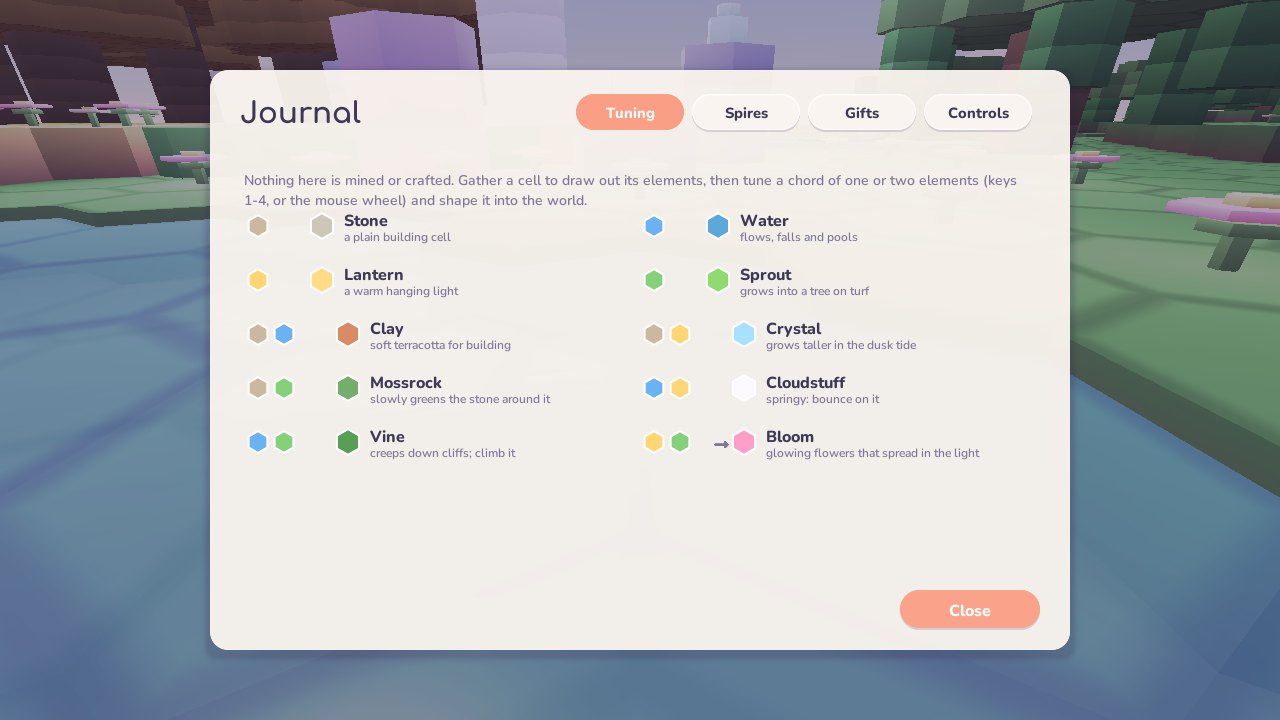 Journal
Tuning
Spires
Gifts
Controls
Nothing here is mined or crafted. Gather a cell to draw out its elements, then tune a chord of one or two elements (keys
1-4, or the mouse wheel) and shape it into the world.
Stone
a plain building cell
Water
flows, falls and pools
Lantern
a warm hanging light
Sprout
grows into a tree on turf
Clay
soft terracotta for building
Crystal
grows taller in the dusk tide
Mossrock
slowly greens the stone around it
Cloudstuff
springy: bounce on it
Vine
creeps down cliffs; climb it
Bloom
glowing flowers that spread in the light
Close